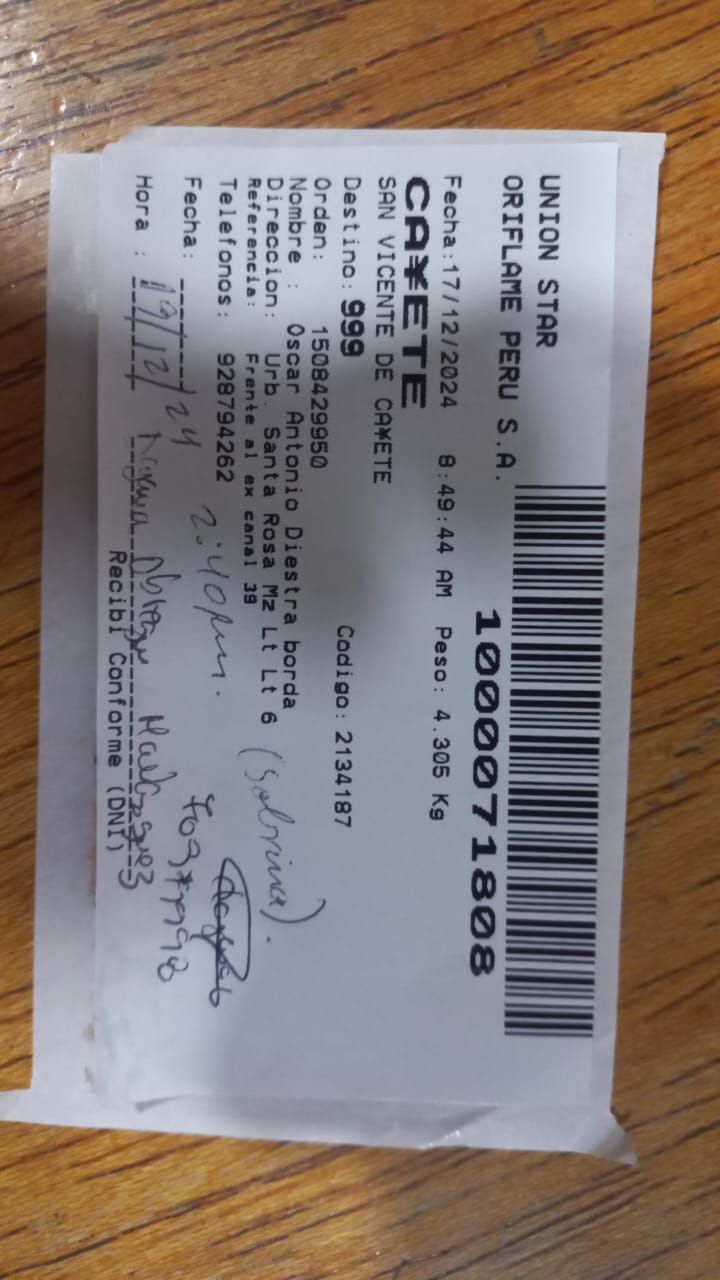 UNION STAR
ORIFLAME PERU S.A.
1000071808
Fecha:17/12/2024 8:49:44 AM Peso: 4.305 Kg
CA¥ETE
SAN VICENTE DE CA¥ETE
Destino: 999 Codigo: 2134187
Orden: 1508429950
Nombre : Oscar Antonio Diestra borda
Direccion: Urb. Santa Rosa Mz Lt Lt 6
Referencia: Frente al ex canal 39
(Sobrina).
Telefonos: 928794262
2:40pm.
Fecha:
Hora : 19/12/24
Recibi Conforme (DNI)